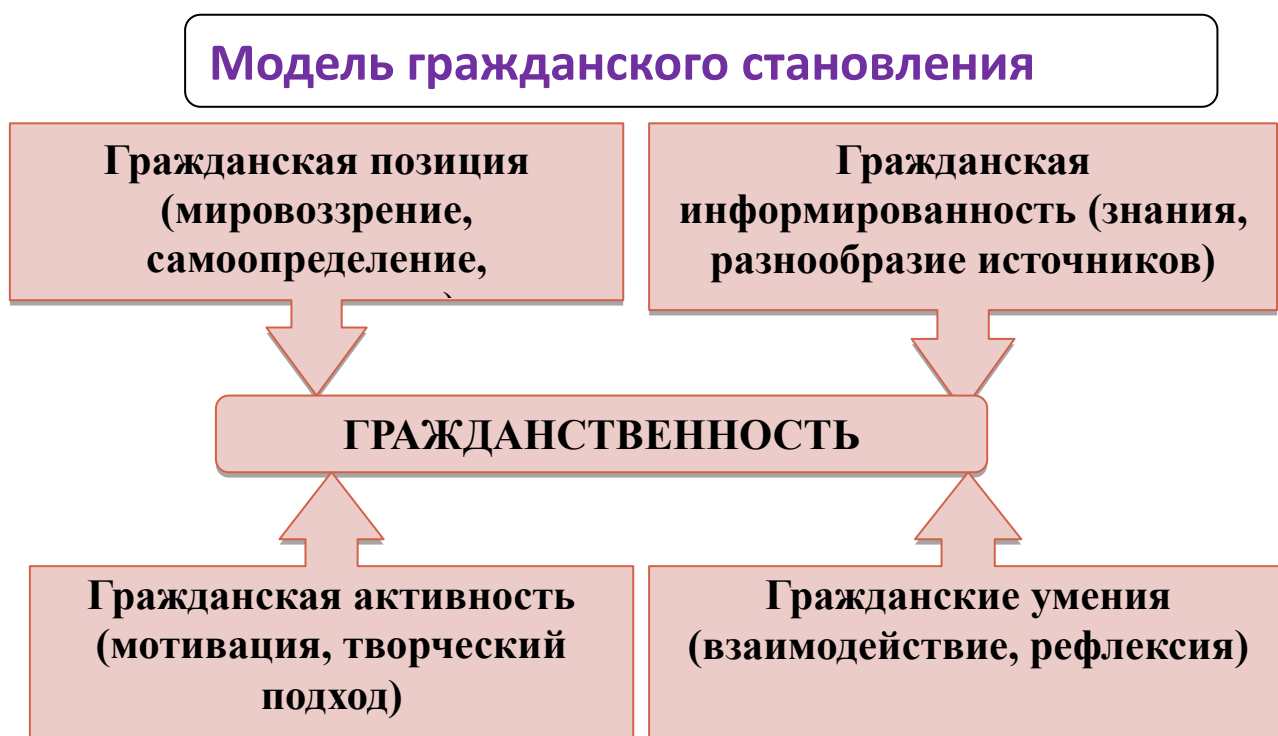 Модель гражданского становления
Гражданская позиция
(мировоззрение,
самоопределение,
Гражданская
информированность (знания,
разнообразие источников)
ГРАЖДАНСТВЕННОСТЬ
Гражданская активность
(мотивация, творческий
подход)
Гражданские умения
(взаимодействие, рефлексия)